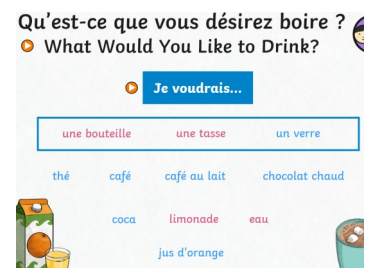 Qu'est-ce que vous désirez boire ?
What Would You Like to Drink?
Je voudrais...
une bouteille une tasse un verre
thé café café au lait chocolat chaud
coca limonade eau
jus d'orange